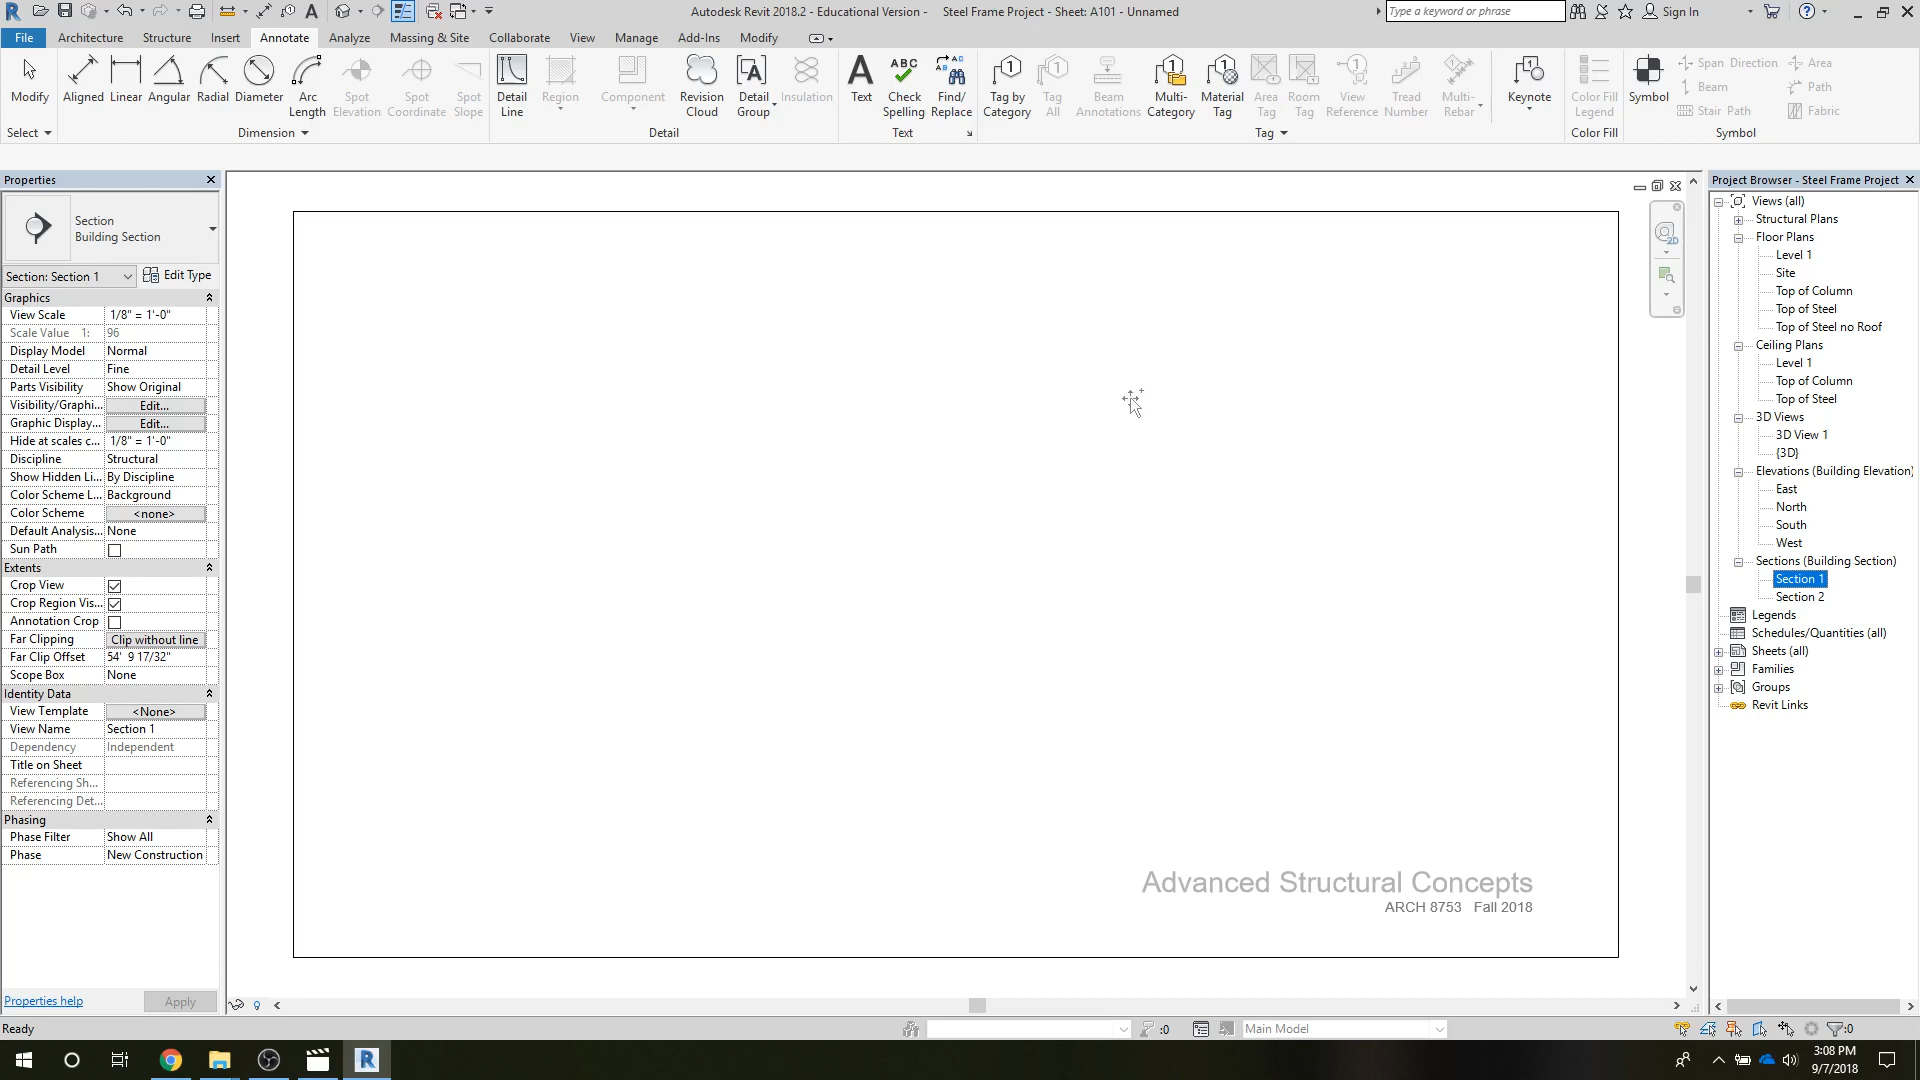 Autodesk Revit 2018.2 - Educational Version - Steel Frame Project - Sheet: A101 - Unnamed
Type a keyword or phrase
Sign In
File Architecture Structure Insert Annotate Analyze Massing & Site Collaborate View Manage Add-Ins Modify
Modify
Aligned Linear Angular Radial Diameter Arc Length Spot Elevation Spot Coordinate Spot Slope
Detail Line Region Component Revision Cloud Detail Group Insulation
Text Check Spelling Find/ Replace
Tag by Category Tag All Beam Annotations Multi- Category Material Tag Area Tag Room Tag View Reference Tread Number Multi- Rebar
Keynote
Color Fill Legend
Symbol
Span Direction
Beam
Stair Path
Area
Path
Fabric
Select Dimension Detail Text Tag Color Fill Symbol
Properties
Section
Building Section
Section: Section 1 Edit Type
Graphics
View Scale 1/8" = 1'-0"
Scale Value 1: 96
Display Model Normal
Detail Level Fine
Parts Visibility Show Original
Visibility/Graphi... Edit...
Graphic Display... Edit...
Hide at scales c... 1/8" = 1'-0"
Discipline Structural
Show Hidden Li... By Discipline
Color Scheme L... Background
Color Scheme <none>
Default Analysis... None
Sun Path
Extents
Crop View
Crop Region Vis...
Annotation Crop
Far Clipping Clip without line
Far Clip Offset 54' 9 17/32"
Scope Box None
Identity Data
View Template <None>
View Name Section 1
Dependency Independent
Title on Sheet
Referencing Sh...
Referencing Det...
Phasing
Phase Filter Show All
Phase New Construction
Properties help Apply
2D
Advanced Structural Concepts
ARCH 8753 Fall 2018
Project Browser - Steel Frame Project
Views (all)
Structural Plans
Floor Plans
Level 1
Site
Top of Column
Top of Steel
Top of Steel no Roof
Ceiling Plans
Level 1
Top of Column
Top of Steel
3D Views
3D View 1
{3D}
Elevations (Building Elevation)
East
North
South
West
Sections (Building Section)
Section 1
Section 2
Legends
Schedules/Quantities (all)
Sheets (all)
Families
Groups
Revit Links
Ready
:0
Main Model
:0
3:08 PM
9/7/2018